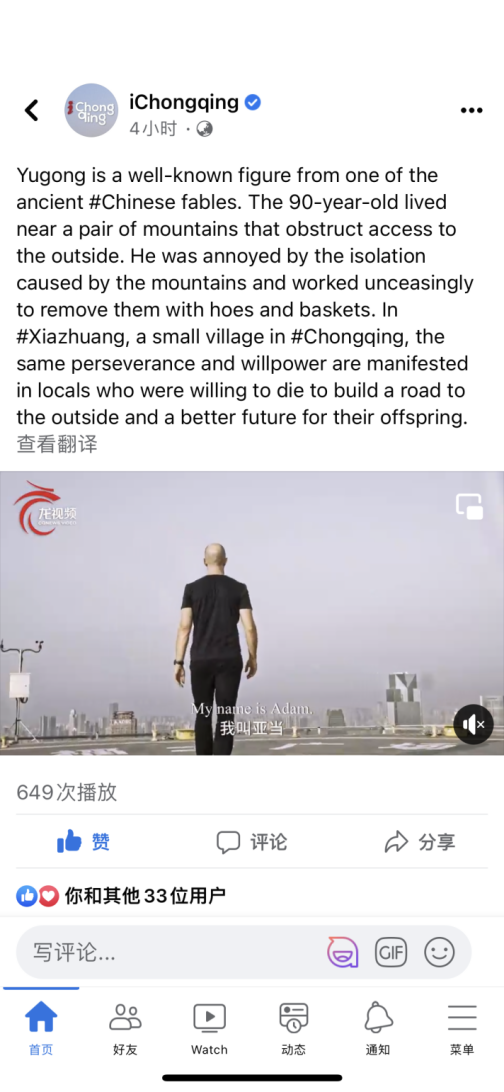 iChongqing
4小时
Yugong is a well-known figure from one of the
ancient #Chinese fables. The 90-year-old lived
near a pair of mountains that obstruct access to
the outside. He was annoyed by the isolation
caused by the mountains and worked unceasingly
to remove them with hoes and baskets. In
#Xiazhuang, a small village in #Chongqing, the
same perseverance and willpower are manifested
in locals who were willing to die to build a road to
the outside and a better future for their offspring.
查看翻译
龙视频
My name is Adam.
我叫亚当
649次播放
赞
评论
分享
你和其他33位用户
写评论...
GIF
首页
好友
Watch
动态
通知
菜单